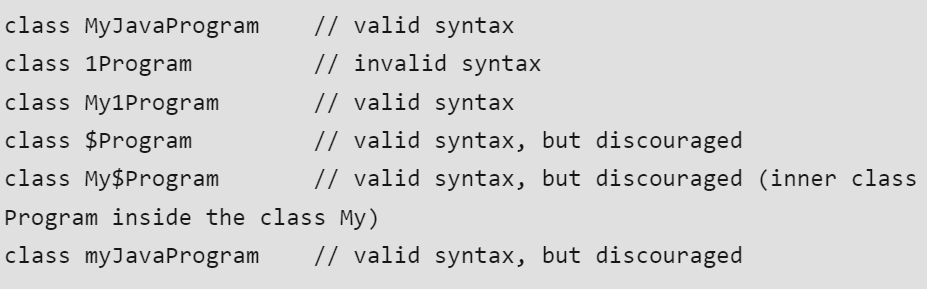 class MyJavaProgram    // valid syntax
class 1Program         // invalid syntax
class My1Program       // valid syntax
class $Program         // valid syntax, but discouraged
class My$Program       // valid syntax, but discouraged (inner class
Program inside the class My)
class myJavaProgram    // valid syntax, but discouraged